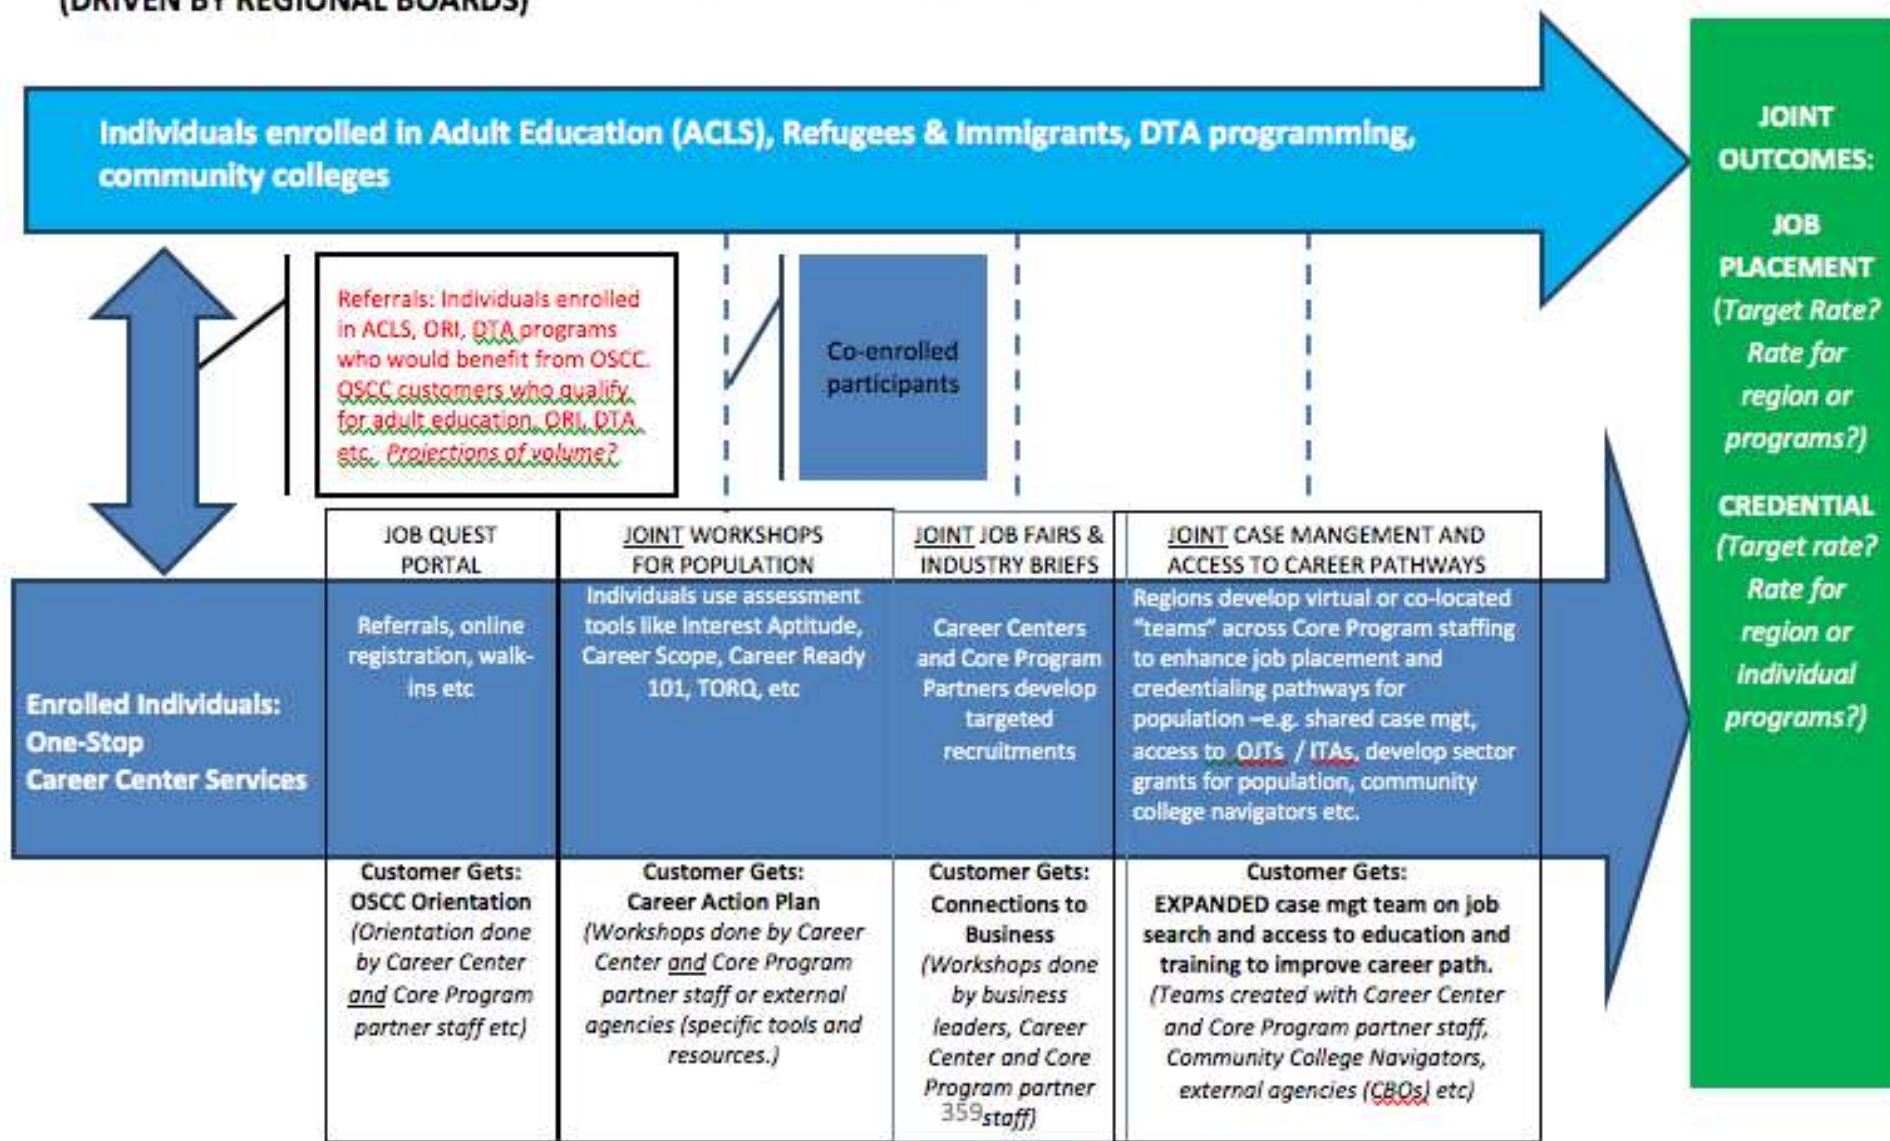 (DRIVEN BY REGIONAL BOARDS)
Individuals enrolled in Adult Education (ACLS), Refugees & Immigrants, DTA programming,
community colleges
Referrals: Individuals enrolled
in ACLS, ORI, DTA programs
who would benefit from OSCC.
OSCC customers who qualify
for adult education, ORI, DTA,
etc. Projections of volume?
Co-enrolled
participants
Enrolled Individuals:
One-Stop
Career Center Services
JOB QUEST
PORTAL
Referrals, online
registration, walk-
ins etc
Customer Gets:
OSCC Orientation
(Orientation done
by Career Center
and Core Program
partner staff etc)
JOINT WORKSHOPS
FOR POPULATION
Individuals use assessment
tools like Interest Aptitude,
Career Scope, Career Ready
101, TORQ, etc
Customer Gets:
Career Action Plan
(Workshops done by Career
Center and Core Program
partner staff or external
agencies (specific tools and
resources.)
JOINT JOB FAIRS &
INDUSTRY BRIEFS
Career Centers
and Core Program
Partners develop
targeted
recruitments
Customer Gets:
Connections to
Business
(Workshops done
by business
leaders, Career
Center and Core
Program partner
staff)
359
JOINT CASE MANGEMENT AND
ACCESS TO CAREER PATHWAYS
Regions develop virtual or co-located
"teams" across Core Program staffing
to enhance job placement and
credentialing pathways for
population –e.g. shared case mgt,
access to OJTs / ITAs, develop sector
grants for population, community
college navigators etc.
Customer Gets:
EXPANDED case mgt team on job
search and access to education and
training to improve career path.
(Teams created with Career Center
and Core Program partner staff,
Community College Navigators,
external agencies (CBOs) etc)
JOINT
OUTCOMES:
JOB
PLACEMENT
(Target Rate?
Rate for
region or
programs?)
CREDENTIAL
(Target rate?
Rate for
region or
individual
programs?)